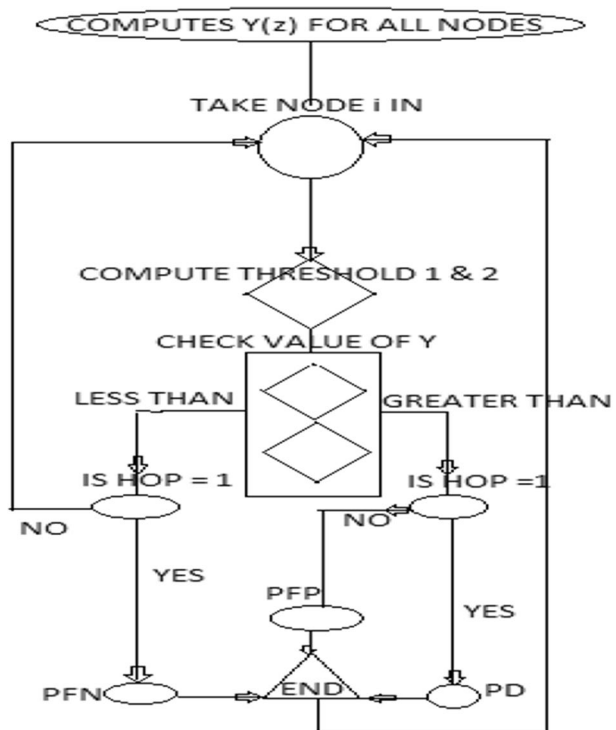 COMPUTES Y(z) FOR ALL NODES
TAKE NODE i IN
COMPUTE THRESHOLD 1 & 2
CHECK VALUE OF Y
LESS THAN
GREATER THAN
IS HOP = 1
IS HOP =1
NO
NO
YES
PFP
YES
PFN
END
PD